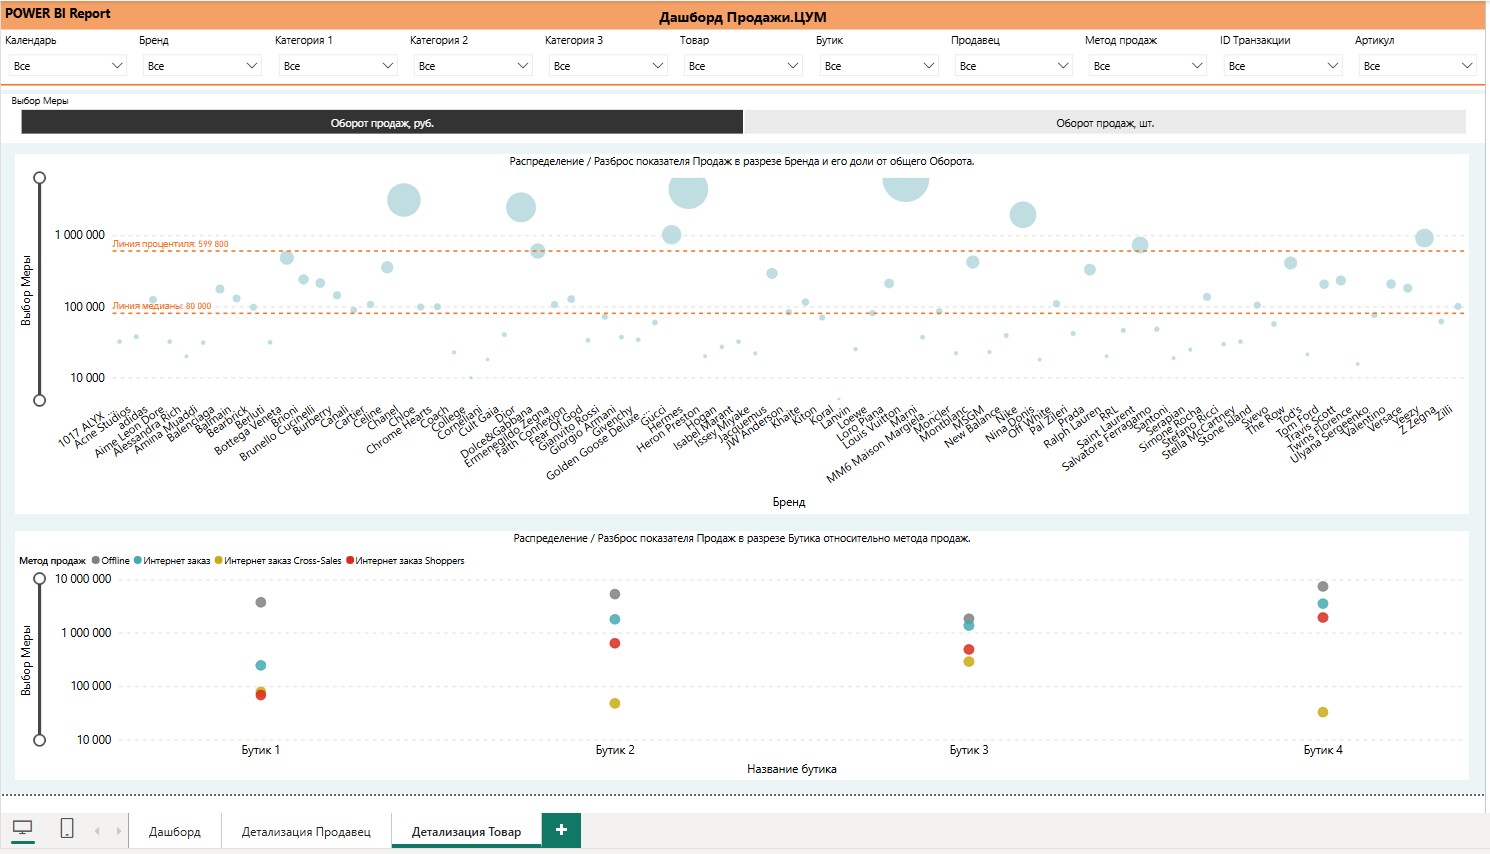 POWER BI Report
Дашборд Продажи.ЦУМ
Календарь Бренд Категория 1 Категория 2 Категория 3 Товар Бутик Продавец Метод продаж ID Транзакции Артикул
Все Все Все Все Все Все Все Все Все Все Все
Выбор Меры
Оборот продаж, руб. Оборот продаж, шт.
Распределение / Разброс показателя Продаж в разрезе Бренда и его доли от общего Оборота.
Выбор Меры
1 000 000
Линия процентиля: 599 800
100 000
Линия медианы: 80 000
10 000
1017 ALYX ...
Acne Studios
adidas
Aime Leon Dore
Alessandra Rich
Amina Muaddi
Balenciaga
Balmain
Bearbrick
Berluti
Bottega Veneta
Brioni
Brunello Cucinelli
Burberry
Canali
Cartier
Celine
Chanel
Chloe
Chrome Hearts
Coach
College
Corneliani
Cult Gaia
Dior
Dolce&Gabbana
Ermenegildo Zegna
Faith Connexion
Fear Of God
Gianvito Rossi
Giorgio Armani
Givenchy
Golden Goose Deluxe ...
Gucci
Hermes
Heron Preston
Hogan
Isabel Marant
Issey Miyake
Jacquemus
JW Anderson
Khaite
Kiton
Koral
Lanvin
Loewe
Loro Piana
Louis Vuitton
Marni
MM6 Maison Margiela ...
Moncler
Montblanc
MSGM
New Balance
Nike
Nina Donis
Off White
Pal Zileri
Prada
Ralph Lauren
RRL
Saint Laurent
Salvatore Ferragamo
Santoni
Serapian
Simone Rocha
Stefano Ricci
Stella McCartney
Stone Island
Stevo
The Row
Tod's
Tom Ford
Travis Scott
Twins Florence
Ulyana Sergeenko
Valentino
Versace
Yeezy
Z Zegna
Zilli
Бренд
Распределение / Разброс показателя Продаж в разрезе Бутика относительно метода продаж.
Метод продаж Offline Интернет заказ Интернет заказ Cross-Sales Интернет заказ Shoppers
Выбор Меры
10 000 000
1 000 000
100 000
10 000
Бутик 1 Бутик 2 Бутик 3 Бутик 4
Название бутика
Дашборд Детализация Продавец Детализация Товар +